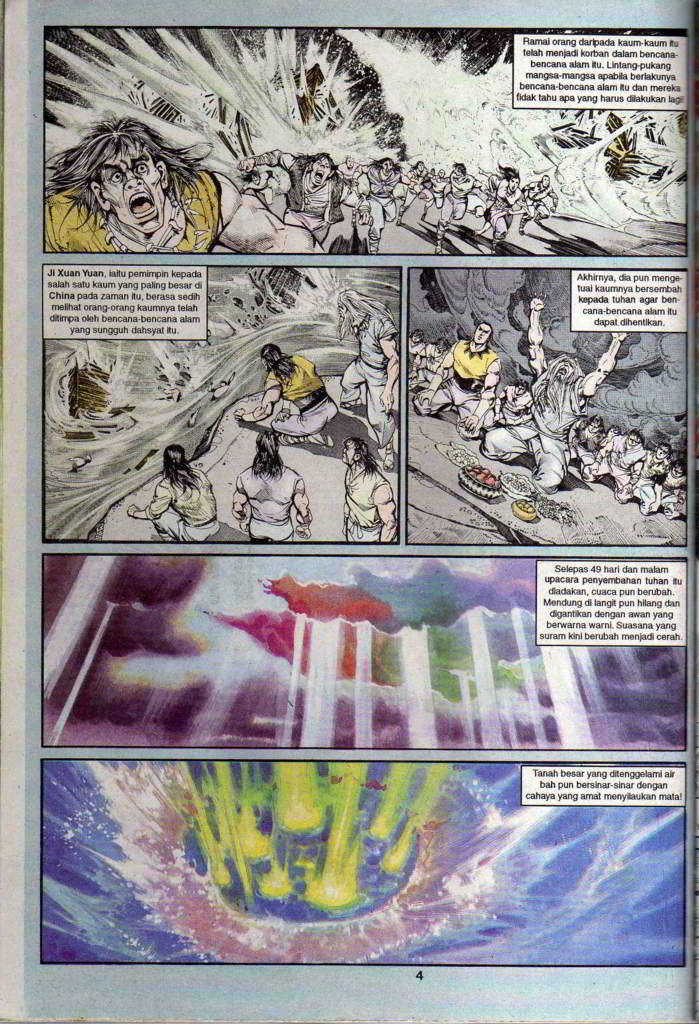 Ramai orang daripada kaum-kaum itu
telah menjadi korban dalam bencana-
bencana alam itu. Lintang-pukang
mangsa-mangsa apabila berlakunya
bencana-bencana alam itu dan mereka
tidak tahu apa yang harus dilakukan lagi!
Ji Xuan Yuan, iaitu pemimpin kepada
salah satu kaum yang paling besar di
China pada zaman itu, berasa sedih
melihat orang-orang kaumnya telah
ditimpa oleh bencana-bencana alam
yang sungguh dahsyat itu.
Akhirnya, dia pun menge-
tuai kaumnya bersembah
kepada tuhan agar ben-
cana-bencana alam itu
dapat dihentikan.
Selepas 49 hari dan malam
upacara penyembahan tuhan itu
diadakan, cuaca pun berubah.
Mendung di langit pun hilang dan
digantikan dengan awan yang
berwarna warni. Suasana yang
suram kini berubah menjadi cerah.
Tanah besar yang ditenggelami air
bah pun bersinar-sinar dengan
cahaya yang amat menyilaukan mata!
4